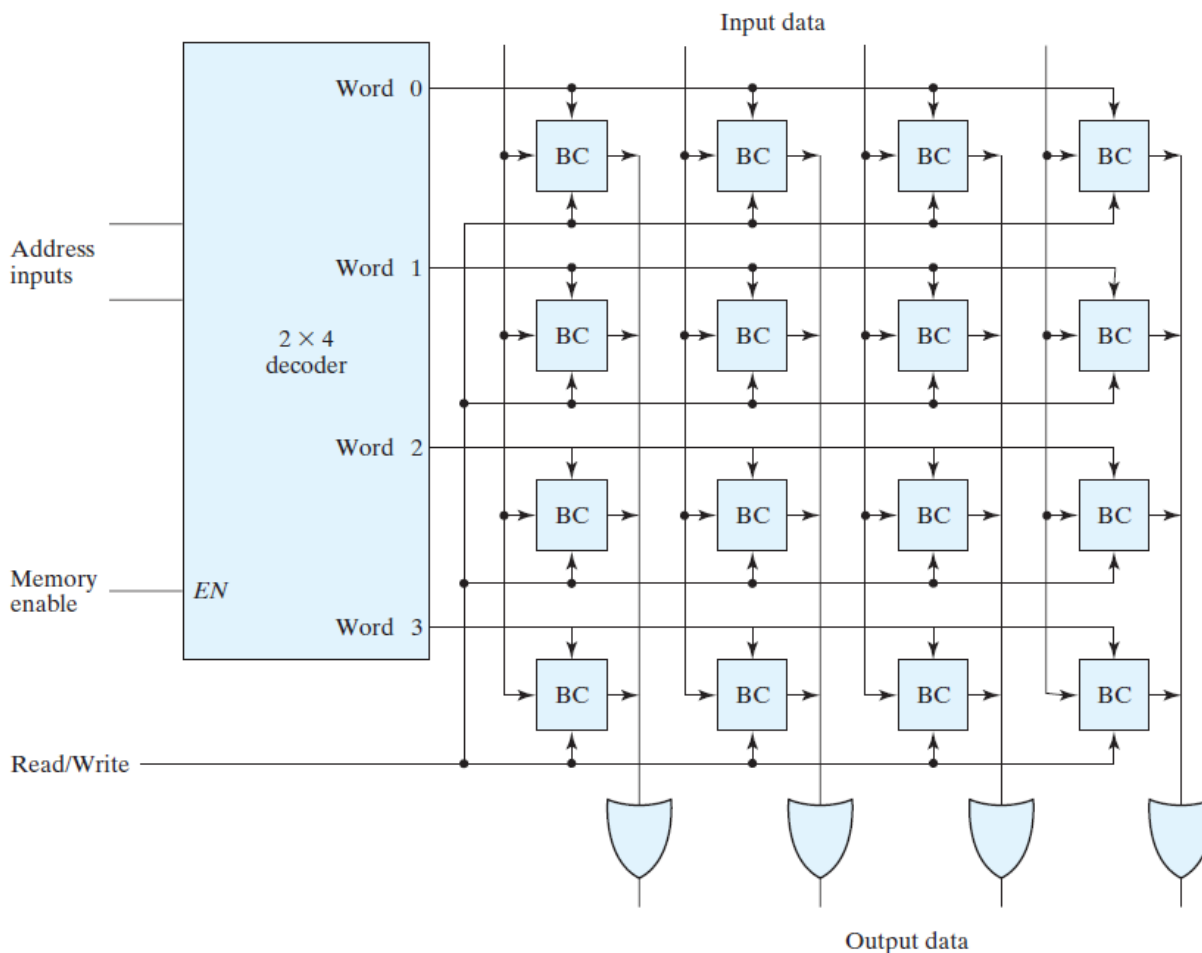 Input data
Word 0
BC BC BC BC
Address
inputs
Word 1
2 × 4
decoder
BC BC BC BC
Word 2
BC BC BC BC
Memory
enable
EN
Word 3
BC BC BC BC
Read/Write
Output data